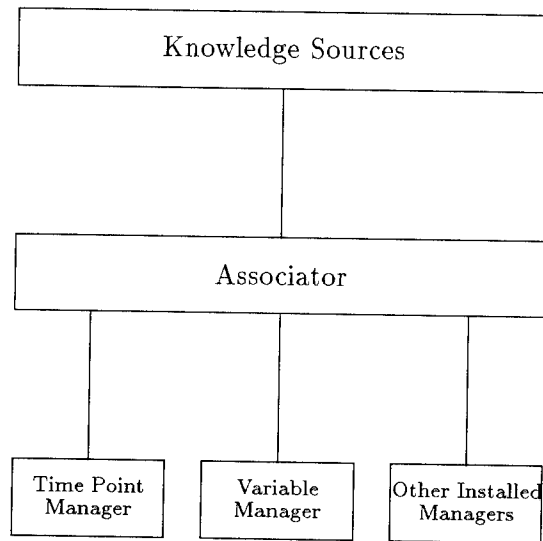 Knowledge Sources
Associator
Time Point
Manager
Variable
Manager
Other Installed
Managers